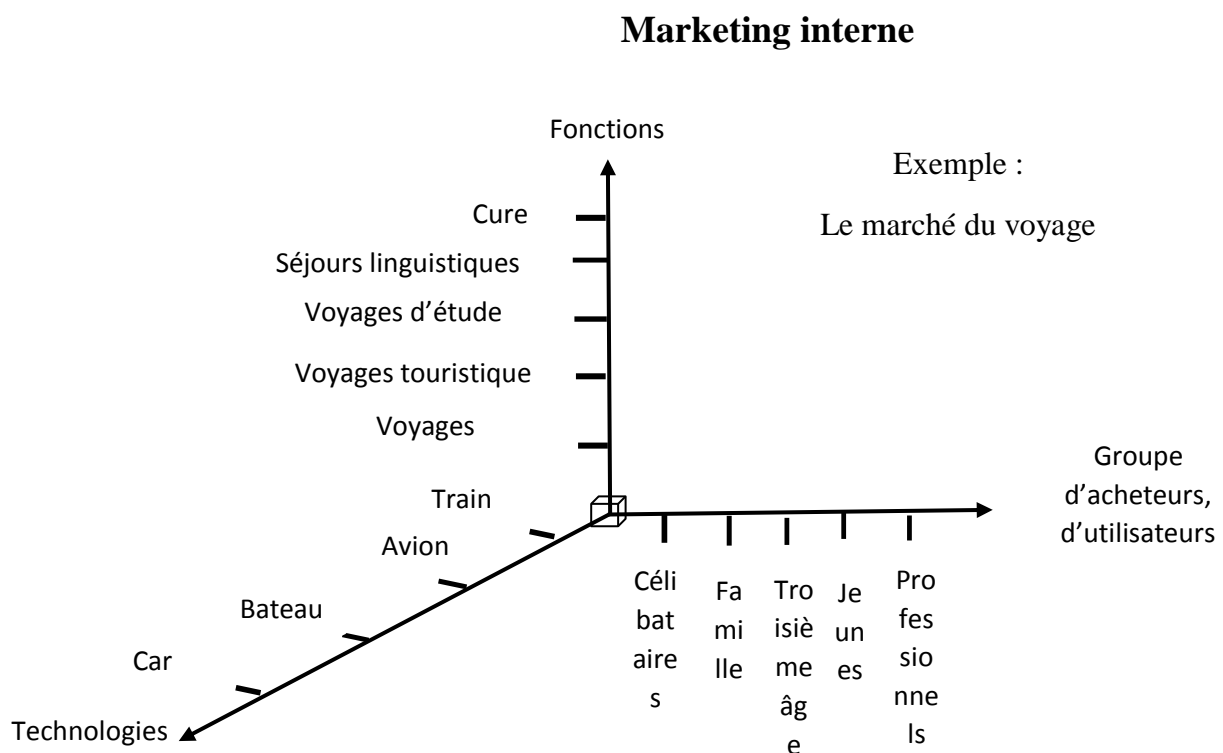 Marketing interne
Fonctions
Exemple :
Le marché du voyage
Cure
Séjours linguistiques
Voyages d’étude
Voyages touristique
Voyages
Groupe
d’acheteurs,
d’utilisateurs
Train
Avion
Bateau
Car
Technologies
Céli
bat
aire
s
Fa
mi
lle
Tro
isiè
me
âg
e
Je
un
es
Pro
fes
sio
nne
ls